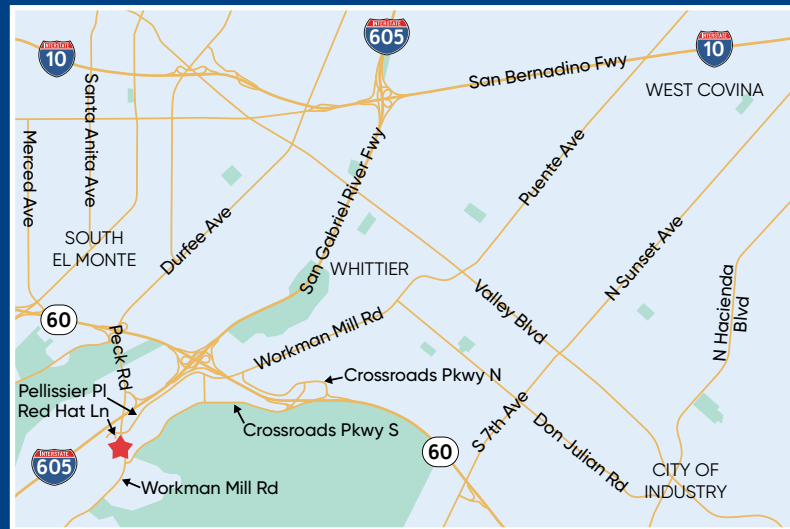 INTERSTATE
605
INTERSTATE
10
INTERSTATE
10
San Bernadino Fwy
WEST COVINA
Santa Anita Ave
Merced Ave
San Gabriel River Fwy
Puente Ave
Durfee Ave
SOUTH
EL MONTE
WHITTIER
N Sunset Ave
Valley Blvd
N Hacienda
Blvd
60
Peck Rd
Workman Mill Rd
Crossroads Pkwy N
Pellissier Pl
Red Hat Ln
Crossroads Pkwy S
S 7th Ave
Don Julian Rd
60
INTERSTATE
605
Workman Mill Rd
CITY OF
INDUSTRY